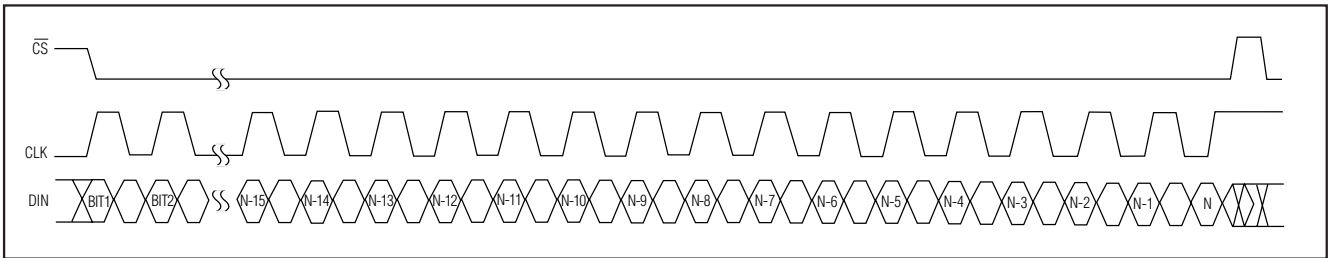 C̅S̅
CLK
DIN BIT1 BIT2 N-15 N-14 N-13 N-12 N-11 N-10 N-9 N-8 N-7 N-6 N-5 N-4 N-3 N-2 N-1 N